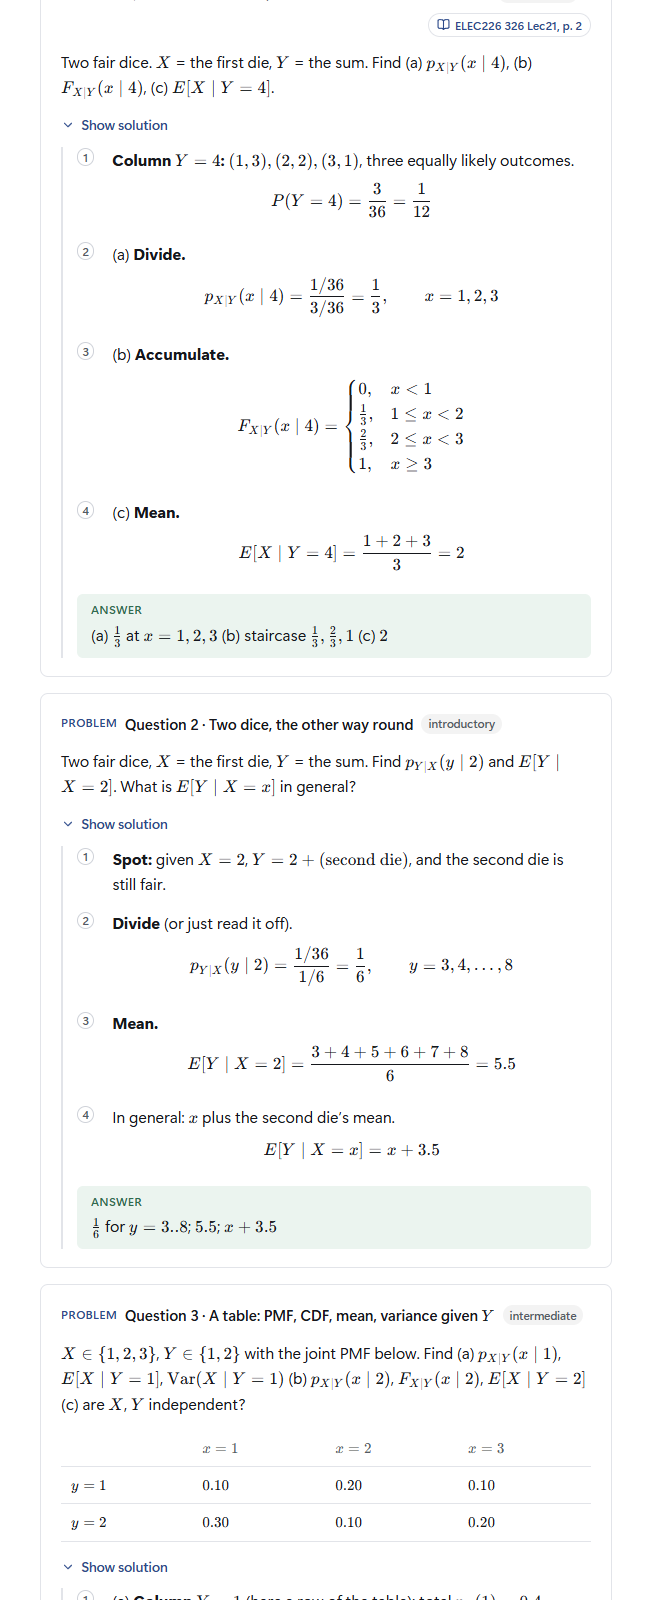 ELEC226 326 Lec21, p. 2
Two fair dice. X = the first die, Y = the sum. Find (a) p_{X|Y}(x | 4), (b)
F_{X|Y}(x | 4), (c) E[X | Y = 4].
Show solution
1 Column Y = 4: (1, 3), (2, 2), (3, 1), three equally likely outcomes.
P(Y = 4) = 3/36 = 1/12
2 (a) Divide.
p_{X|Y}(x | 4) = (1/36)/(3/36) = 1/3, x = 1, 2, 3
3 (b) Accumulate.
F_{X|Y}(x | 4) = {
0, x < 1
1/3, 1 ≤ x < 2
2/3, 2 ≤ x < 3
1, x ≥ 3
4 (c) Mean.
E[X | Y = 4] = (1 + 2 + 3)/3 = 2
ANSWER
(a) 1/3 at x = 1, 2, 3 (b) staircase 1/3, 2/3, 1 (c) 2
PROBLEM Question 2 · Two dice, the other way round introductory
Two fair dice, X = the first die, Y = the sum. Find p_{Y|X}(y | 2) and E[Y |
X = 2]. What is E[Y | X = x] in general?
Show solution
1 Spot: given X = 2, Y = 2 + (second die), and the second die is
still fair.
2 Divide (or just read it off).
p_{Y|X}(y | 2) = (1/36)/(1/6) = 1/6, y = 3, 4, . . . , 8
3 Mean.
E[Y | X = 2] = (3 + 4 + 5 + 6 + 7 + 8)/6 = 5.5
4 In general: x plus the second die's mean.
E[Y | X = x] = x + 3.5
ANSWER
1/6 for y = 3..8; 5.5; x + 3.5
PROBLEM Question 3 · A table: PMF, CDF, mean, variance given Y intermediate
X ∈ {1, 2, 3}, Y ∈ {1, 2} with the joint PMF below. Find (a) p_{X|Y}(x | 1),
E[X | Y = 1], Var(X | Y = 1) (b) p_{X|Y}(x | 2), F_{X|Y}(x | 2), E[X | Y = 2]
(c) are X, Y independent?
x = 1 x = 2 x = 3
y = 1 0.10 0.20 0.10
y = 2 0.30 0.10 0.20
Show solution